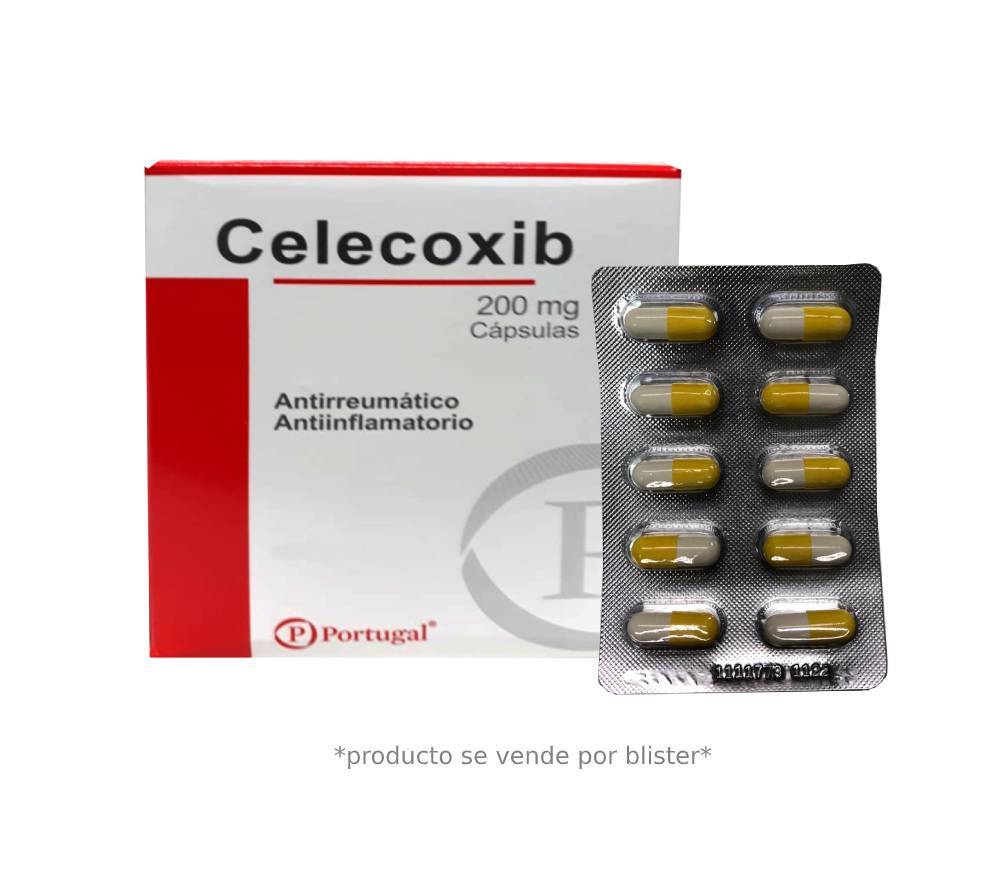 Celecoxib
200 mg
Cápsulas
Antirreumático
Antiinflamatorio
P Portugal®
*producto se vende por blister*